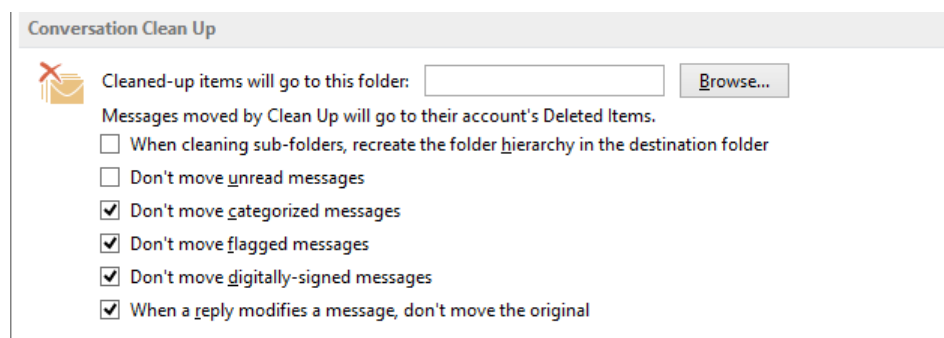 Conversation Clean Up
Cleaned-up items will go to this folder: Browse...
Messages moved by Clean Up will go to their account's Deleted Items.
When cleaning sub-folders, recreate the folder hierarchy in the destination folder
Don't move unread messages
Don't move categorized messages
Don't move flagged messages
Don't move digitally-signed messages
When a reply modifies a message, don't move the original